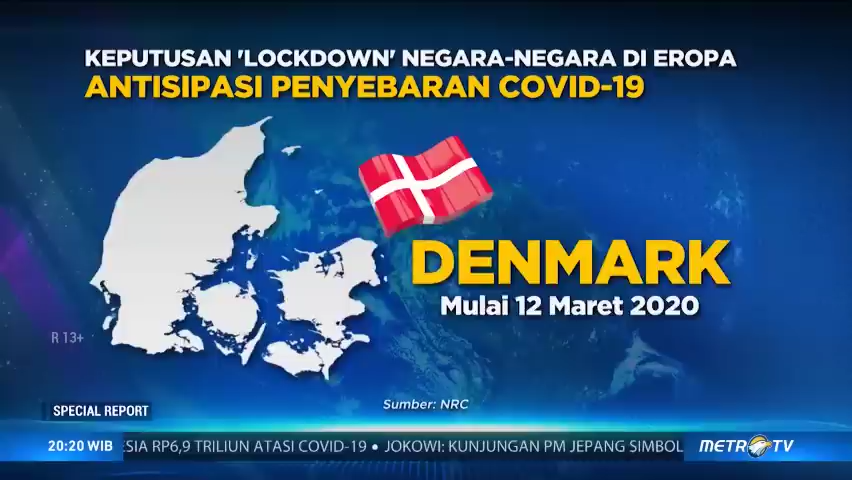 KEPUTUSAN 'LOCKDOWN' NEGARA-NEGARA DI EROPA
ANTISIPASI PENYEBARAN COVID-19
DENMARK
Mulai 12 Maret 2020
R 13+
Sumber: NRC
SPECIAL REPORT
20:20 WIB
ESIA RP6,9 TRILIUN ATASI COVID-19 • JOKOWI: KUNJUNGAN PM JEPANG SIMBOL
METRO TV